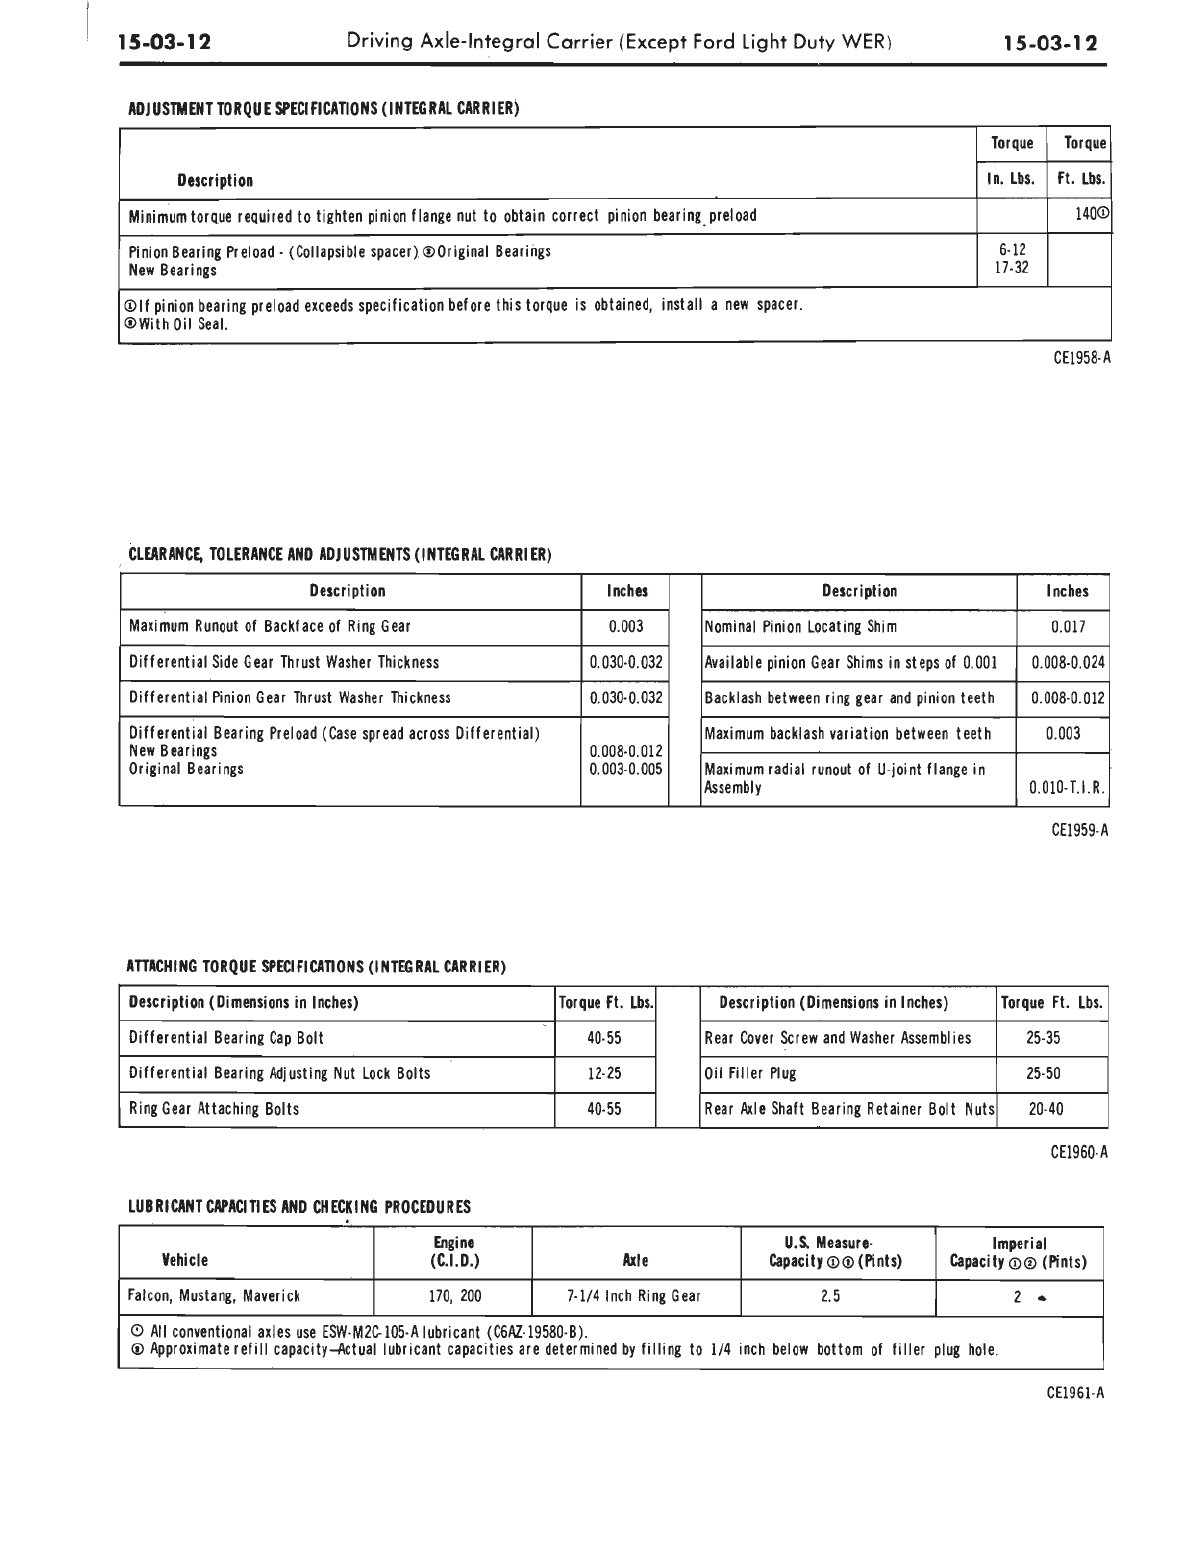 15-03-12 Driving Axle-Integral Carrier (Except Ford Light Duty WER) 15-03-12
ADJUSTMENT TORQUE SPECIFICATIONS (INTEGRAL CARRIER)
Torque Torque
Description In. Lbs. Ft. Lbs.
Minimum torque required to tighten pinion flange nut to obtain correct pinion bearing preload 140①
Pinion Bearing Preload - (Collapsible spacer) ②Original Bearings 6-12
New Bearings 17-32
①If pinion bearing preload exceeds specification before this torque is obtained, install a new spacer.
②With Oil Seal.
CE1958-A
CLEARANCE, TOLERANCE AND ADJUSTMENTS (INTEGRAL CARRIER)
Description Inches Description Inches
Maximum Runout of Backface of Ring Gear 0.003 Nominal Pinion Locating Shim 0.017
Differential Side Gear Thrust Washer Thickness 0.030-0.032 Available pinion Gear Shims in steps of 0.001 0.008-0.024
Differential Pinion Gear Thrust Washer Thickness 0.030-0.032 Backlash between ring gear and pinion teeth 0.008-0.012
Differential Bearing Preload (Case spread across Differential) Maximum backlash variation between teeth 0.003
New Bearings 0.008-0.012
Original Bearings 0.003-0.005 Maximum radial runout of U-joint flange in
Assembly 0.010-T.I.R.
CE1959-A
ATTACHING TORQUE SPECIFICATIONS (INTEGRAL CARRIER)
Description (Dimensions in Inches) Torque Ft. Lbs. Description (Dimensions in Inches) Torque Ft. Lbs.
Differential Bearing Cap Bolt 40-55 Rear Cover Screw and Washer Assemblies 25-35
Differential Bearing Adjusting Nut Lock Bolts 12-25 Oil Filler Plug 25-50
Ring Gear Attaching Bolts 40-55 Rear Axle Shaft Bearing Retainer Bolt Nuts 20-40
CE1960-A
LUBRICANT CAPACITIES AND CHECKING PROCEDURES
Engine U.S. Measure- Imperial
Vehicle (C.I.D.) Axle Capacity ①② (Pints) Capacity ①② (Pints)
Falcon, Mustang, Maverick 170, 200 7-1/4 Inch Ring Gear 2.5 2
① All conventional axles use ESW-M2C-105-A lubricant (C6AZ-19580-B).
② Approximate refill capacity—Actual lubricant capacities are determined by filling to 1/4 inch below bottom of filler plug hole.
CE1961-A